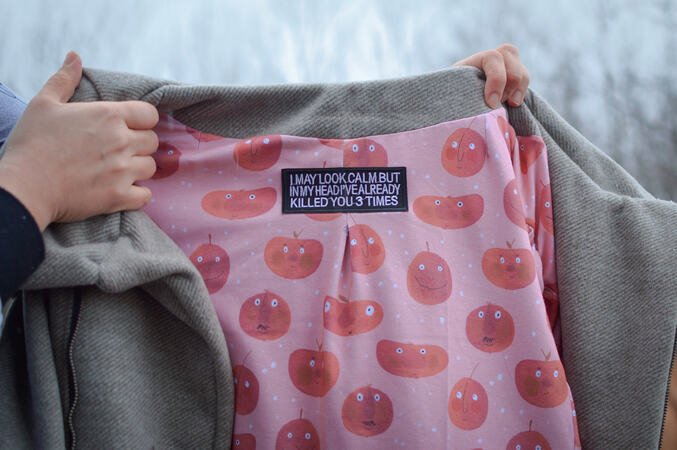 I MAY LOOK CALM BUT
IN MY HEAD I'VE ALREADY
KILLED YOU 3 TIMES